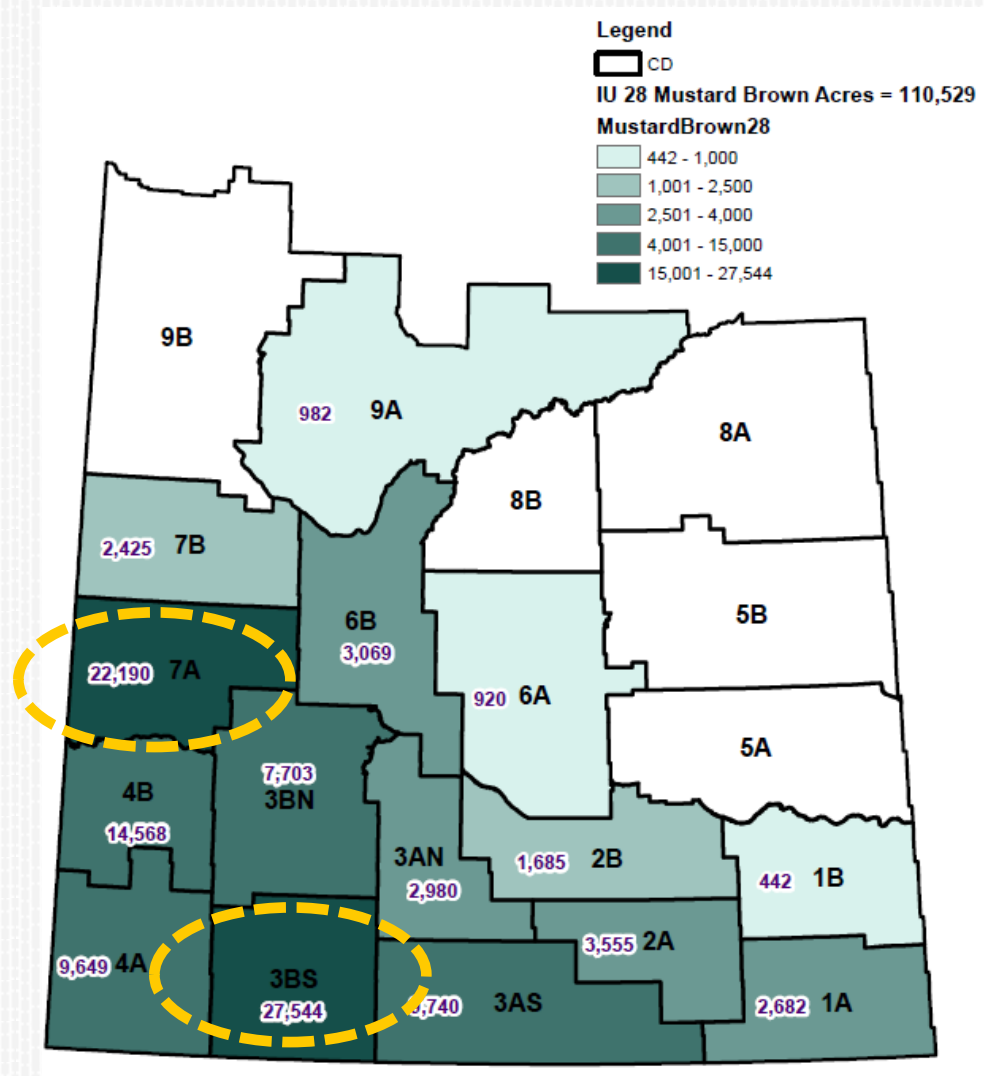 Legend
CD
IU 28 Mustard Brown Acres = 110,529
MustardBrown28
442 - 1,000
1,001 - 2,500
2,501 - 4,000
4,001 - 15,000
15,001 - 27,544
9B
982 9A
8A
8B
2,425 7B
5B
6B
3,069
22,190 7A
920 6A
5A
7,703
3BN
4B
14,568
3AN
2,980
1,685 2B
442 1B
3,555 2A
9,649 4A
3BS
27,544
3AS
2,682 1A